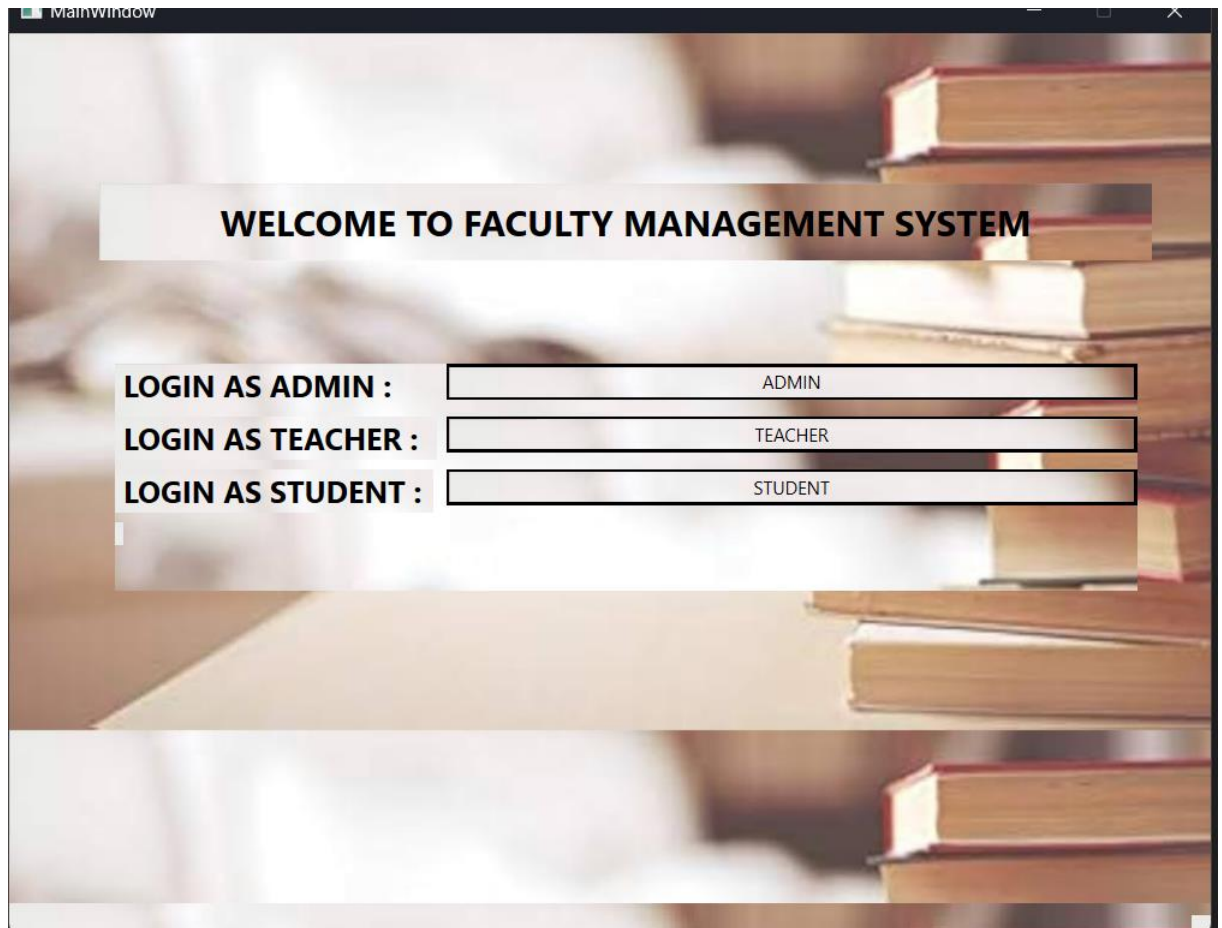 MainWindow
WELCOME TO FACULTY MANAGEMENT SYSTEM
LOGIN AS ADMIN :
ADMIN
LOGIN AS TEACHER :
TEACHER
LOGIN AS STUDENT :
STUDENT